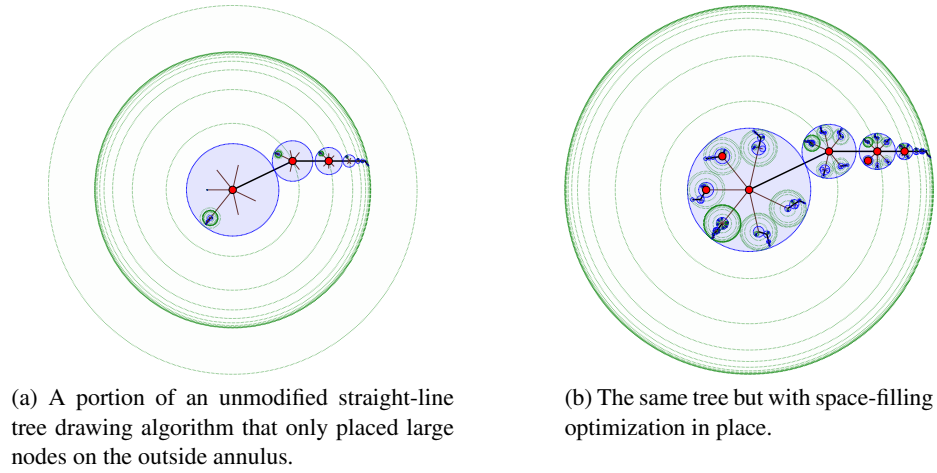 (a) A portion of an unmodified straight-line
tree drawing algorithm that only placed large
nodes on the outside annulus.
(b) The same tree but with space-filling
optimization in place.